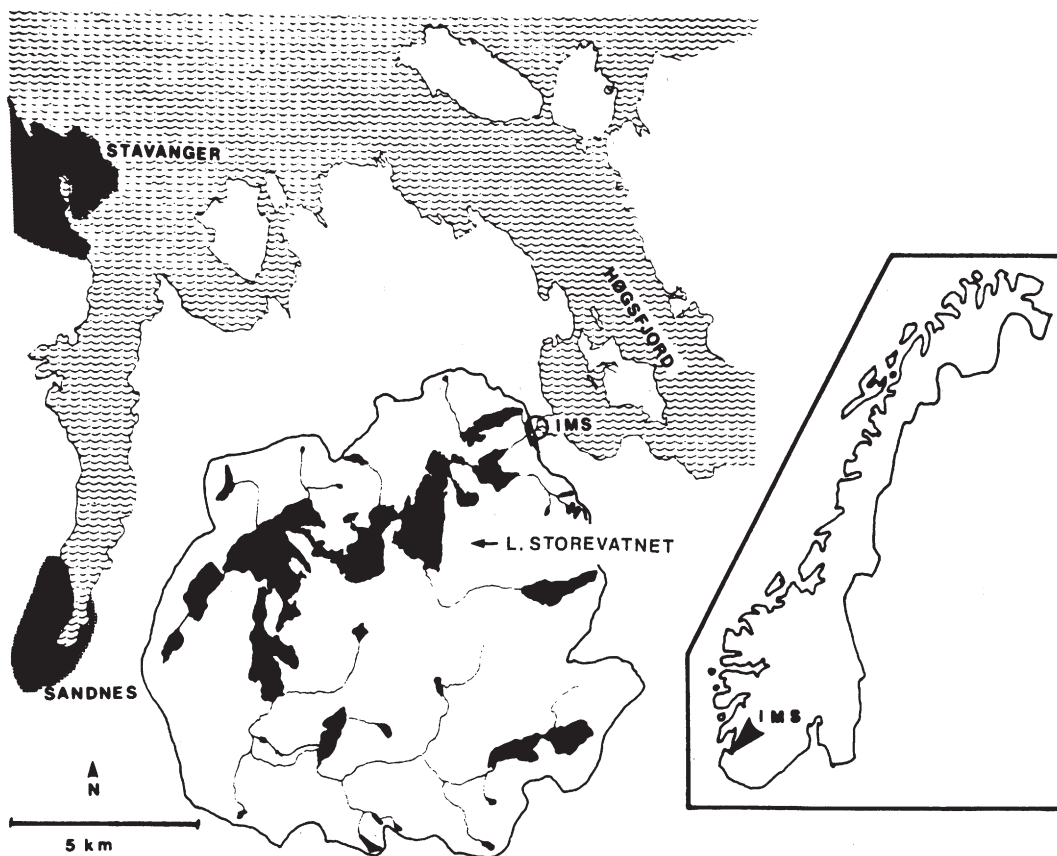 STAVANGER
HØGSFJORD
IMS
← L. STOREVATNET
SANDNES
IMS
N
5 km